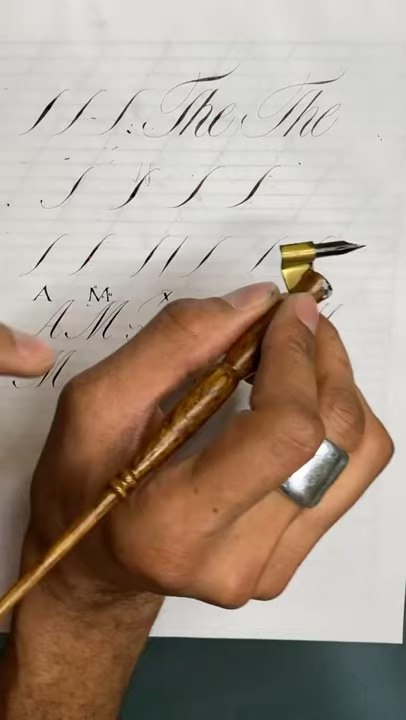 The The
A M x
A M
M